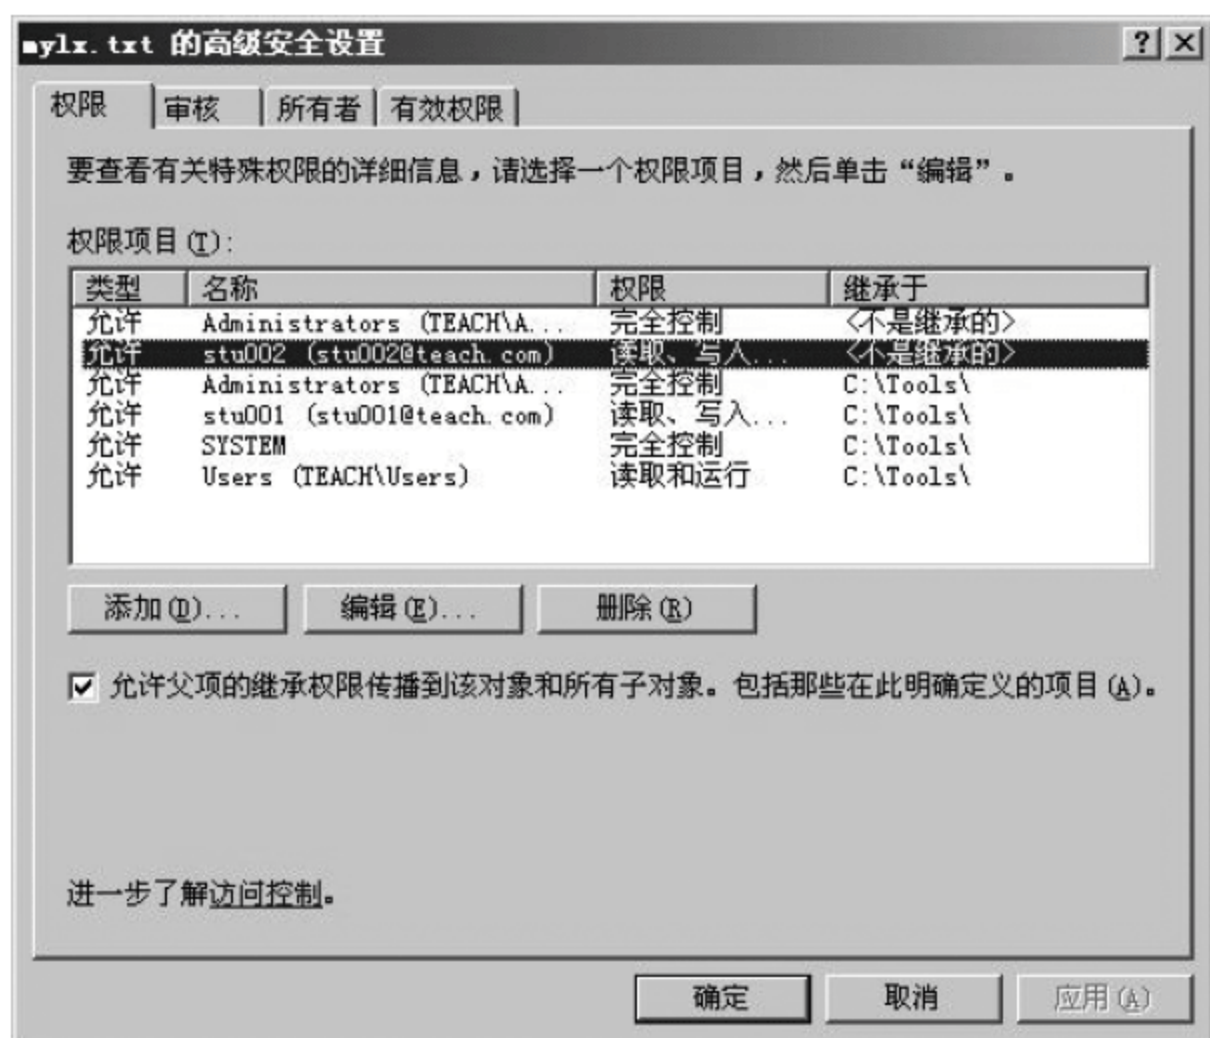 mylx.txt 的高级安全设置
权限 审核 所有者 有效权限
要查看有关特殊权限的详细信息，请选择一个权限项目，然后单击“编辑”。
权限项目(T):
类型 名称 权限 继承于
允许 Administrators (TEACH\A... 完全控制 <不是继承的>
允许 stu002 (stu002@teach.com) 读取、写入... <不是继承的>
允许 Administrators (TEACH\A... 完全控制 C:\Tools\
允许 stu001 (stu001@teach.com) 读取、写入... C:\Tools\
允许 SYSTEM 完全控制 C:\Tools\
允许 Users (TEACH\Users) 读取和运行 C:\Tools\
添加(D)... 编辑(E)... 删除(R)
允许父项的继承权限传播到该对象和所有子对象。包括那些在此明确定义的项目(A)。
进一步了解访问控制。
确定 取消 应用(A)